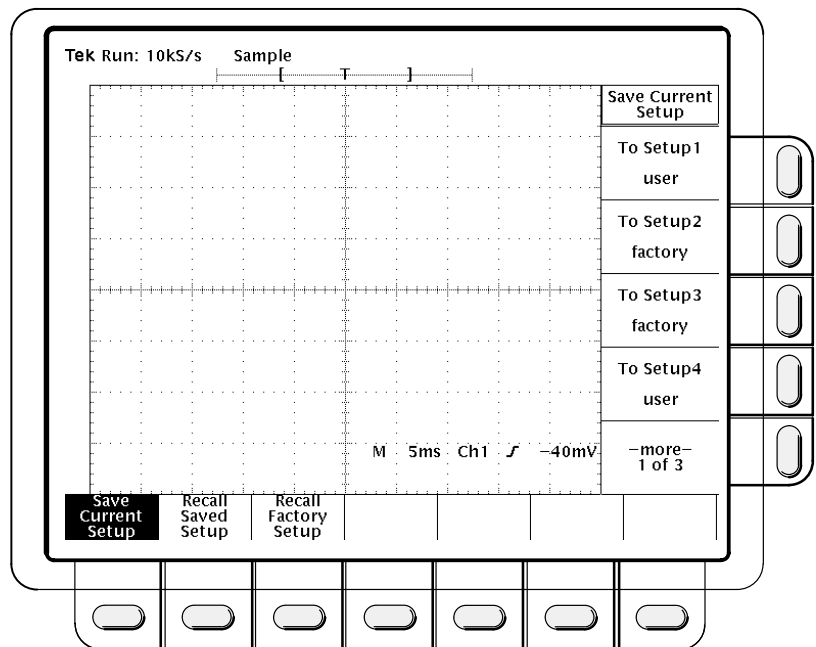 Tek Run: 10kS/s Sample
[ T ]
Save Current
Setup
To Setup1
user
To Setup2
factory
To Setup3
factory
To Setup4
user
M 5ms Ch1 −40mV
−more−
1 of 3
Save
Current
Setup
Recall
Saved
Setup
Recall
Factory
Setup